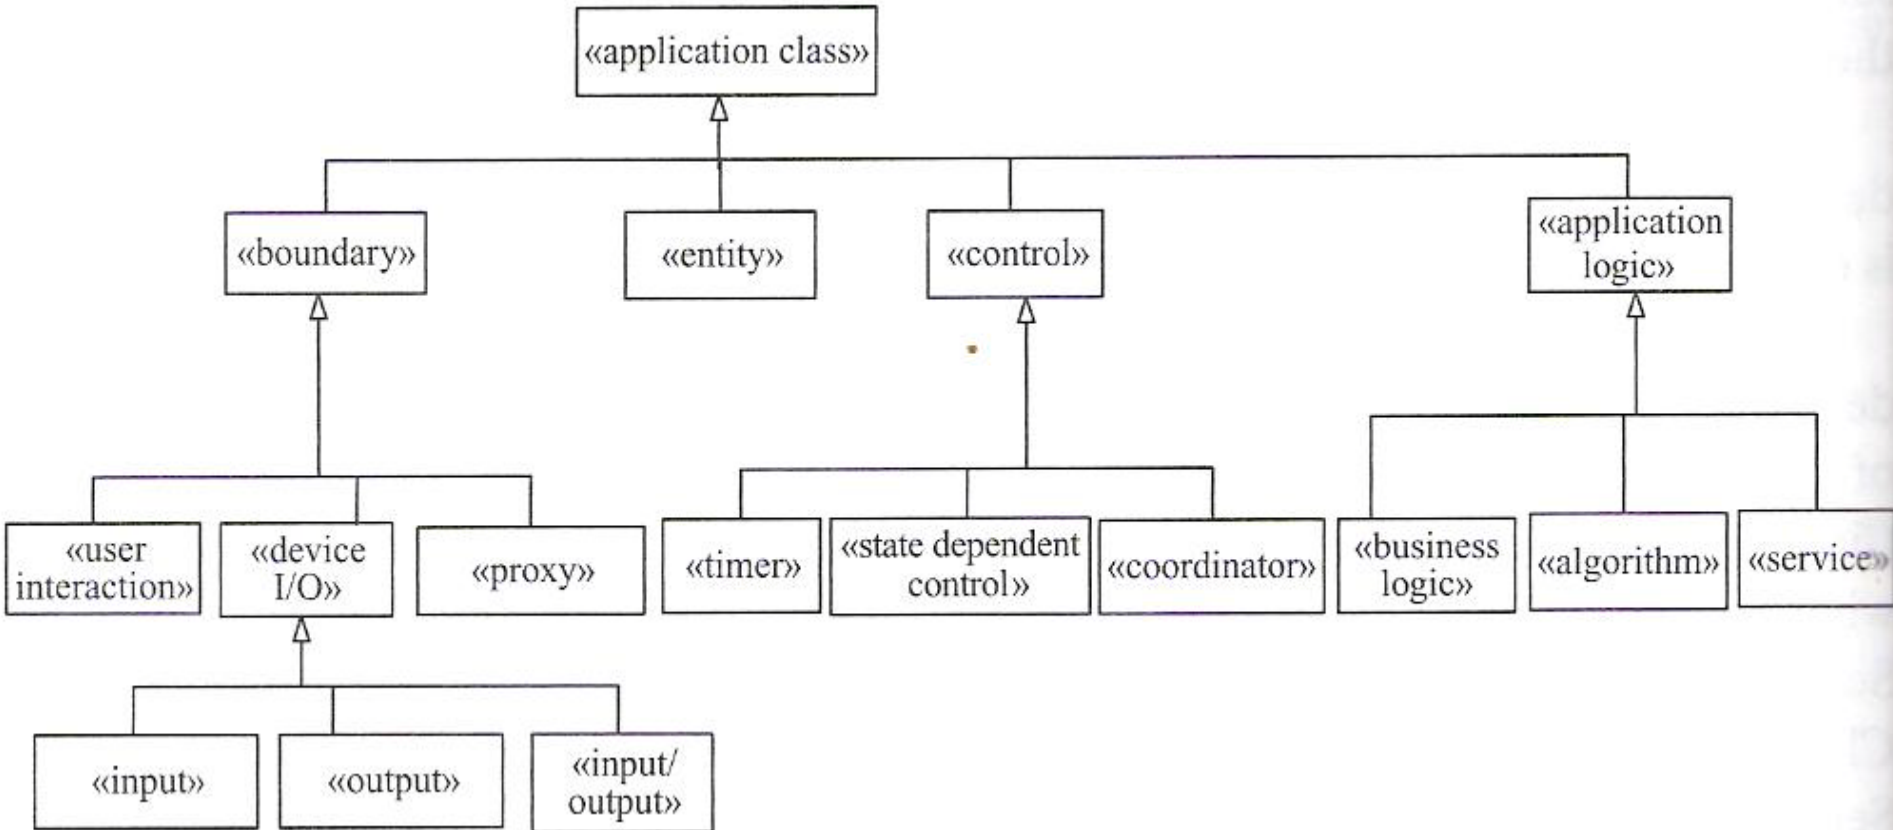 «application class»
«boundary»
«entity»
«control»
«application
logic»
«user
interaction»
«device
I/O»
«proxy»
«timer»
«state dependent
control»
«coordinator»
«business
logic»
«algorithm»
«service»
«input»
«output»
«input/
output»